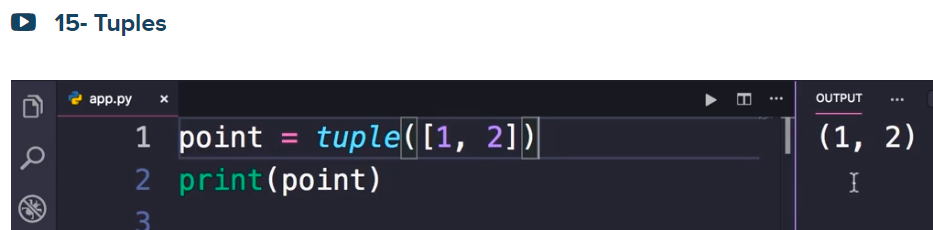 15- Tuples
app.py × OUTPUT ...
1 point = tuple([1, 2])
(1, 2)
2 print(point)
3